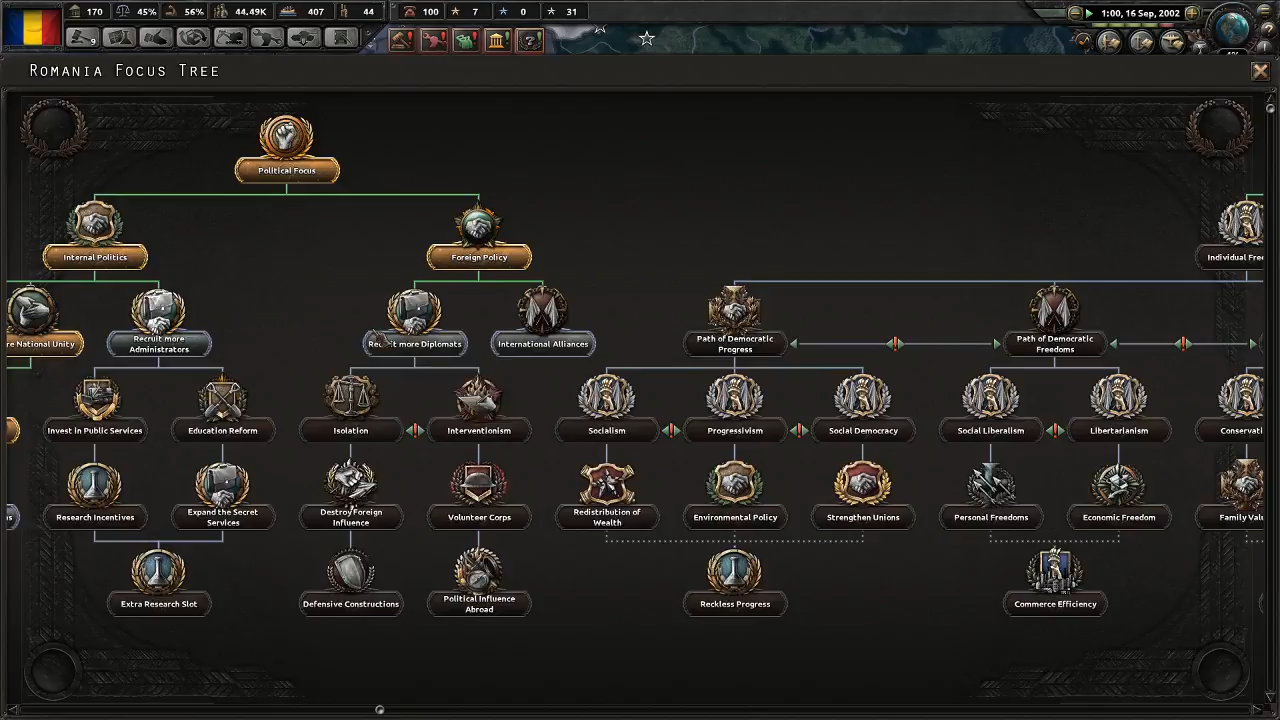 170 45% 56% 44.49K 407 44 100 7 0 31 1:00, 16 Sep, 2002
9
Romania Focus Tree
Political Focus
Internal Politics
Foreign Policy
Individual Free
re National Unity
Recruit more
Administrators
Recruit more Diplomats
International Alliances
Path of Democratic
Progress
Path of Democratic
Freedoms
Invest in Public Services
Education Reform
Isolation
Interventionism
Socialism
Progressivism
Social Democracy
Social Liberalism
Libertarianism
Conservati
Research Incentives
Expand the Secret
Services
Destroy Foreign
Influence
Volunteer Corps
Redistribution of
Wealth
Environmental Policy
Strengthen Unions
Personal Freedoms
Economic Freedom
Family Valu
Extra Research Slot
Defensive Constructions
Political Influence
Abroad
Reckless Progress
Commerce Efficiency